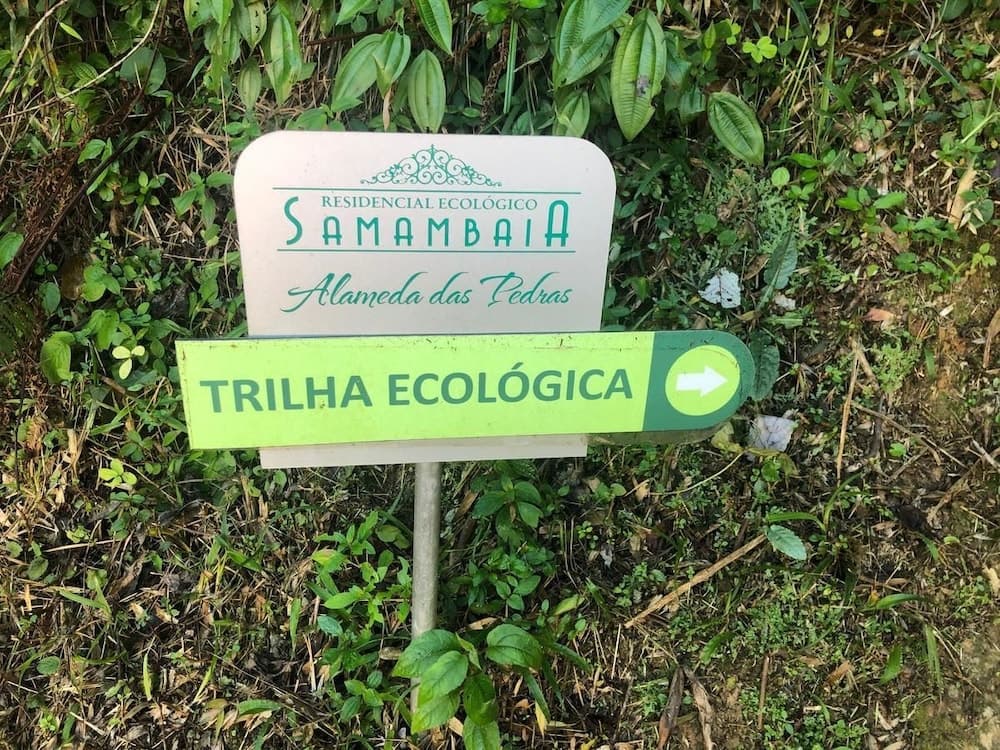 RESIDENCIAL ECOLÓGICO
SAMAMBAIA
Alameda das Pedras
TRILHA ECOLÓGICA